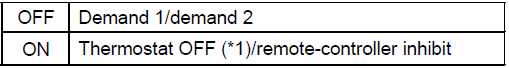 OFF Demand 1/demand 2
ON Thermostat OFF (*1)/remote-controller inhibit